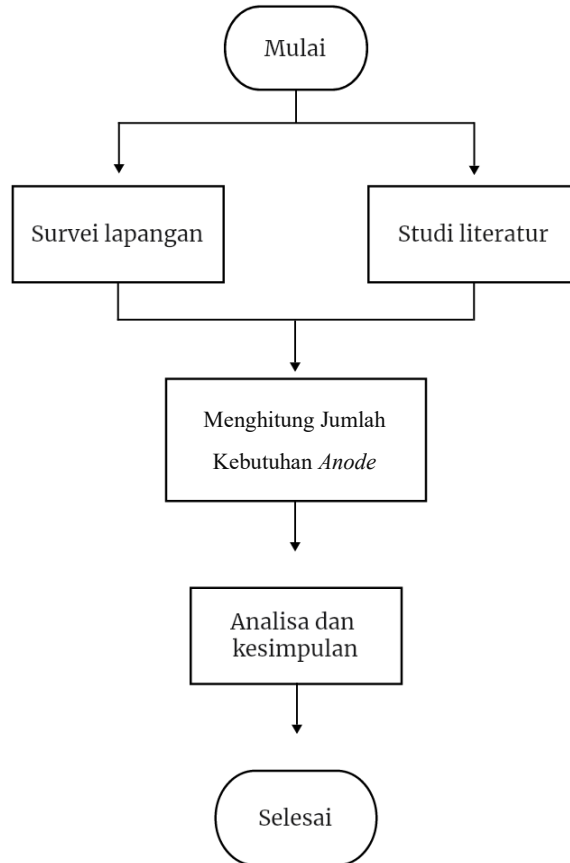 Mulai
Survei lapangan
Studi literatur
Menghitung Jumlah
Kebutuhan Anode
Analisa dan
kesimpulan
Selesai